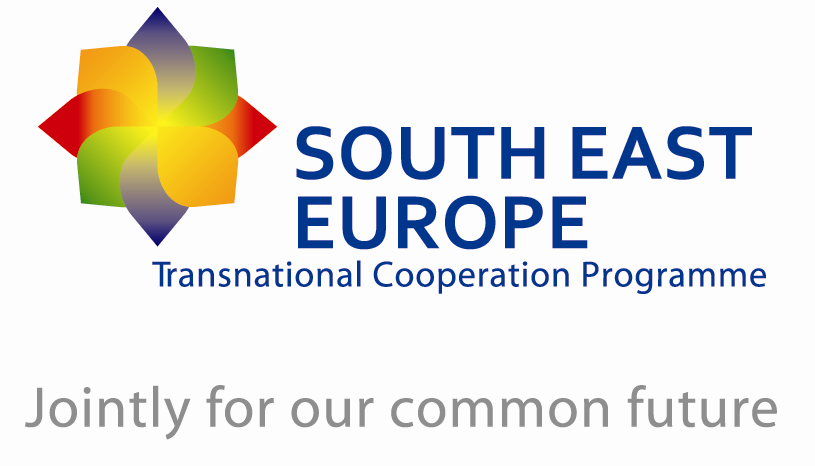 SOUTH EAST
EUROPE
Transnational Cooperation Programme
Jointly for our common future